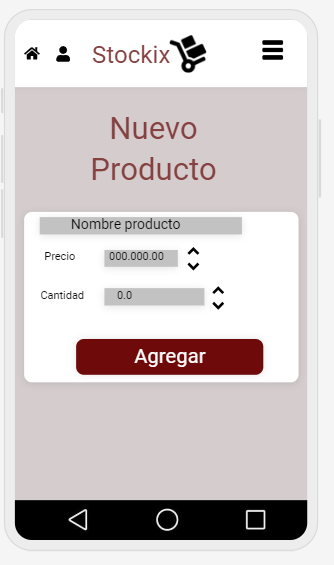 Stockix
Nuevo
Producto
Nombre producto
Precio
000.000.00
Cantidad
0.0
Agregar